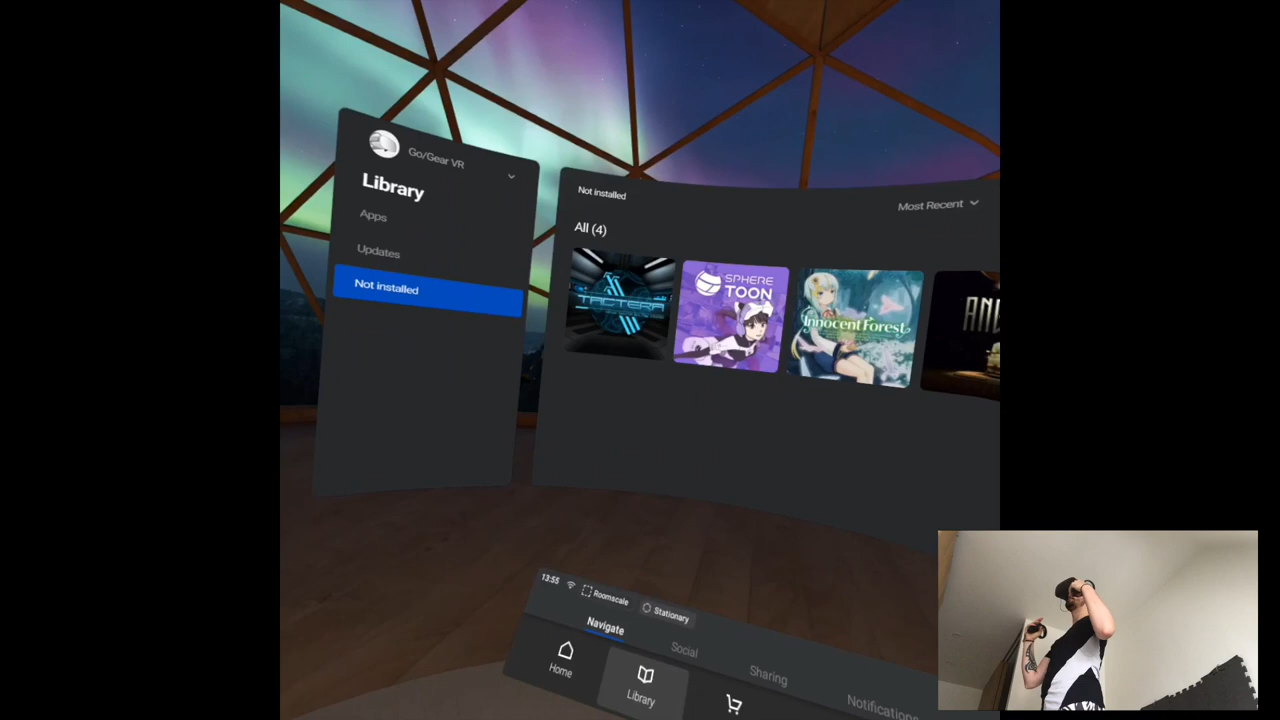 Go/Gear VR
Library
Apps
Updates
Not installed
Not installed
Most Recent
All (4)
TACTERA
SPHERE
TOON
Innocent Forest
13:55
Roomscale
Stationary
Navigate
Social
Sharing
Notifications
Home
Library